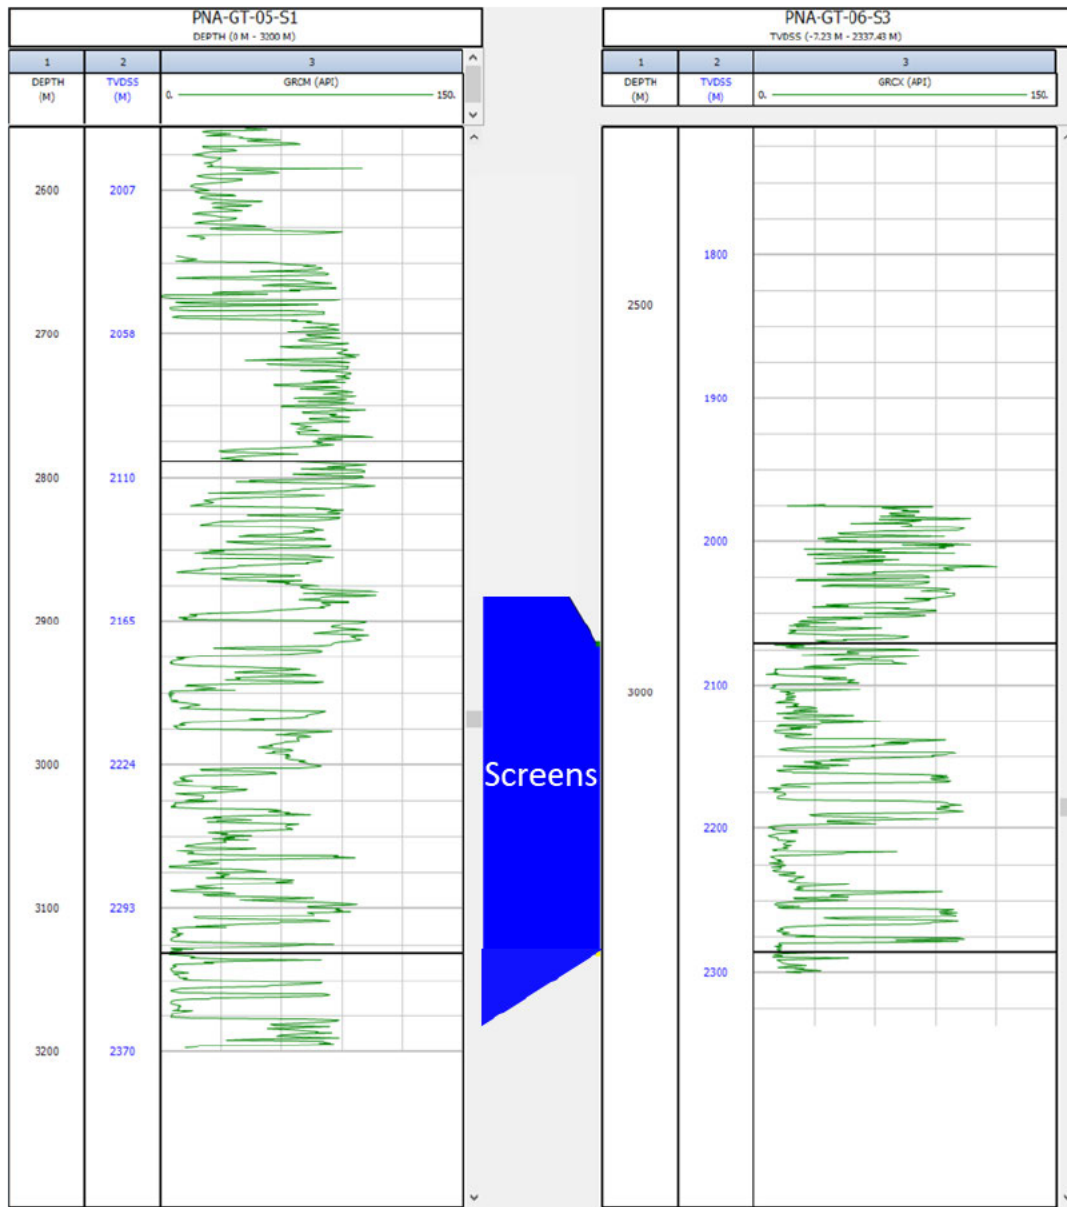 PNA-GT-05-S1
DEPTH (0 M - 3200 M)
1 2 3
DEPTH (M) TVDSS (M) GRCM (API)
0. 150.
2600 2007
2700 2058
2800 2110
2900 2165
3000 2224
3100 2293
3200 2370
Screens
PNA-GT-06-S3
TVDSS (-7.23 M - 2337.43 M)
1 2 3
DEPTH (M) TVDSS (M) GRCX (API)
0. 150.
1800
2500
1900
2000
2100
3000
2200
2300